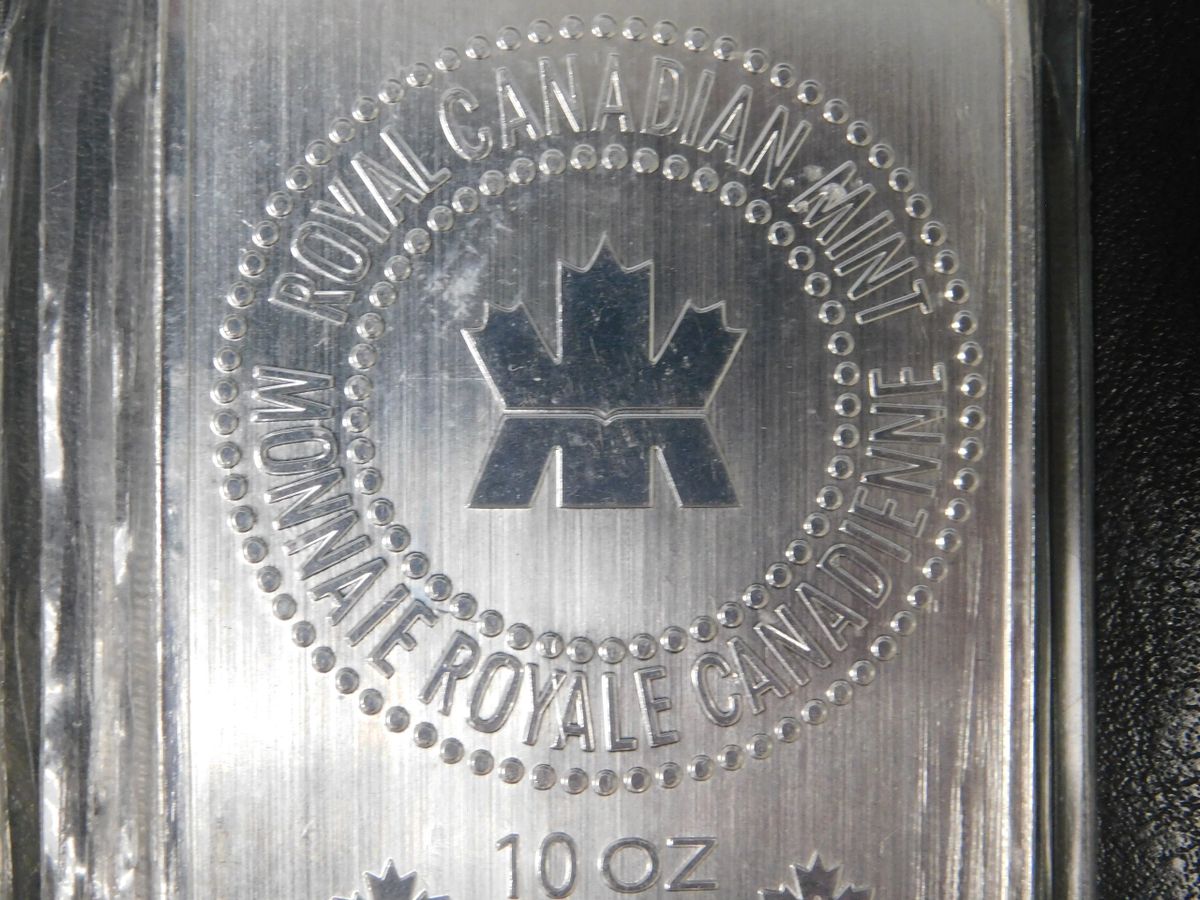 ROYAL CANADIAN MINT
MONNAIE ROYALE CANADIENNE
10 OZ